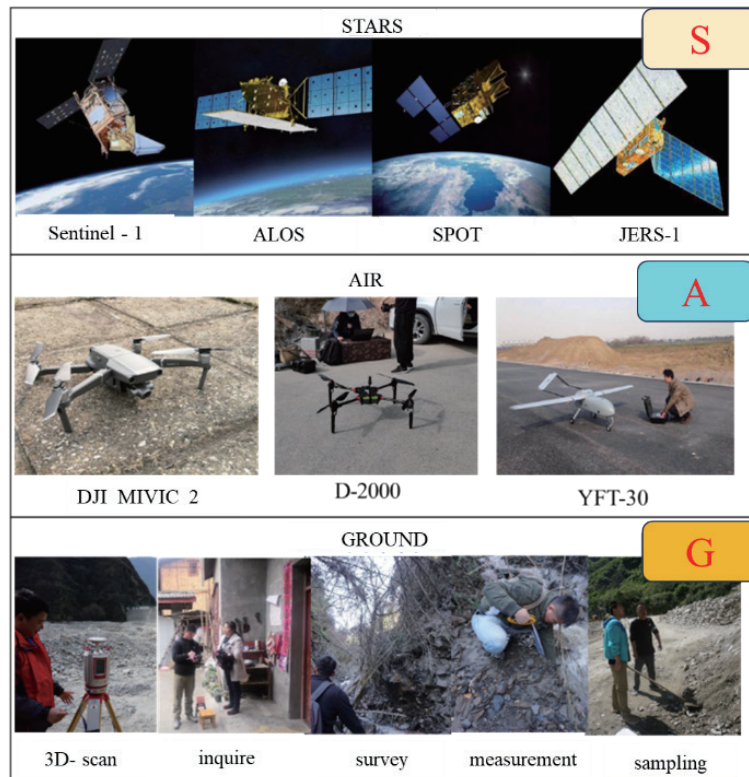 STARS
S
Sentinel - 1
ALOS
SPOT
JERS-1
AIR
A
DJI MIVIC 2
D-2000
YFT-30
GROUND
G
3D- scan
inquire
survey
measurement
sampling